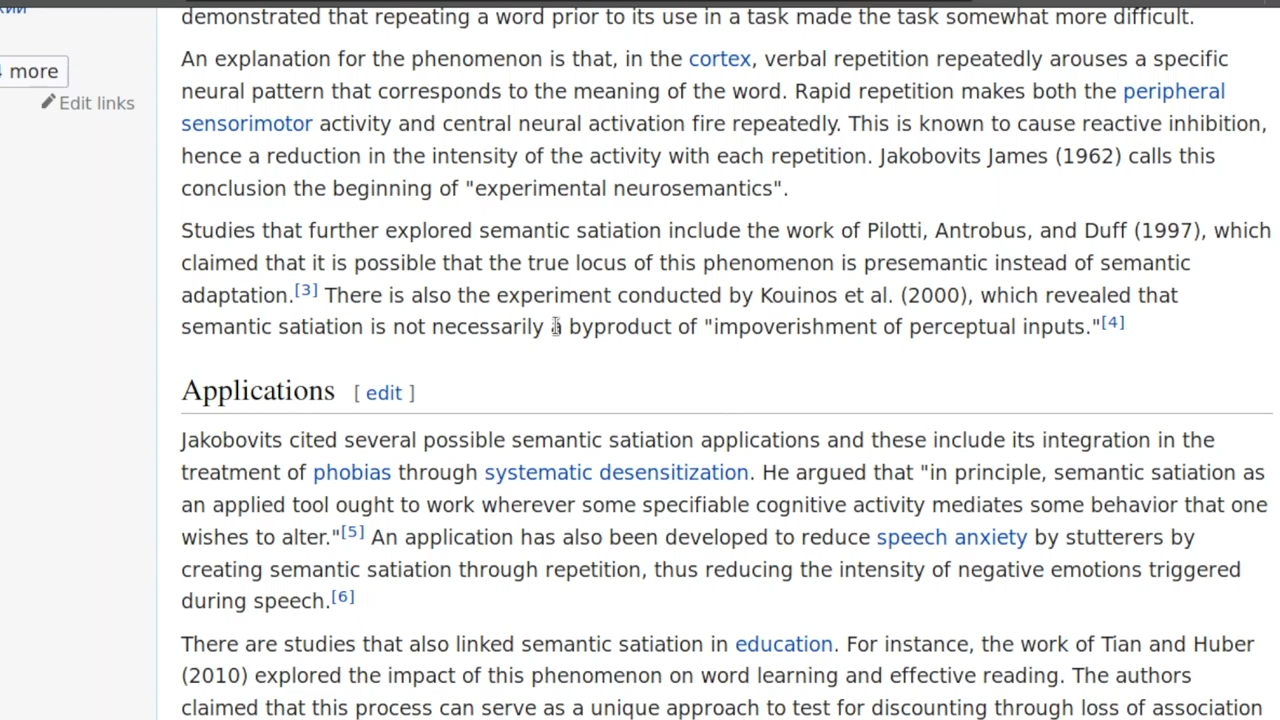 demonstrated that repeating a word prior to its use in a task made the task somewhat more difficult.
An explanation for the phenomenon is that, in the cortex, verbal repetition repeatedly arouses a specific
more
neural pattern that corresponds to the meaning of the word. Rapid repetition makes both the peripheral
Edit links
sensorimotor activity and central neural activation fire repeatedly. This is known to cause reactive inhibition,
hence a reduction in the intensity of the activity with each repetition. Jakobovits James (1962) calls this
conclusion the beginning of "experimental neurosemantics".
Studies that further explored semantic satiation include the work of Pilotti, Antrobus, and Duff (1997), which
claimed that it is possible that the true locus of this phenomenon is presemantic instead of semantic
adaptation.[3] There is also the experiment conducted by Kouinos et al. (2000), which revealed that
semantic satiation is not necessarily a byproduct of "impoverishment of perceptual inputs."[4]
Applications [ edit ]
Jakobovits cited several possible semantic satiation applications and these include its integration in the
treatment of phobias through systematic desensitization. He argued that "in principle, semantic satiation as
an applied tool ought to work wherever some specifiable cognitive activity mediates some behavior that one
wishes to alter."[5] An application has also been developed to reduce speech anxiety by stutterers by
creating semantic satiation through repetition, thus reducing the intensity of negative emotions triggered
during speech.[6]
There are studies that also linked semantic satiation in education. For instance, the work of Tian and Huber
(2010) explored the impact of this phenomenon on word learning and effective reading. The authors
claimed that this process can serve as a unique approach to test for discounting through loss of association